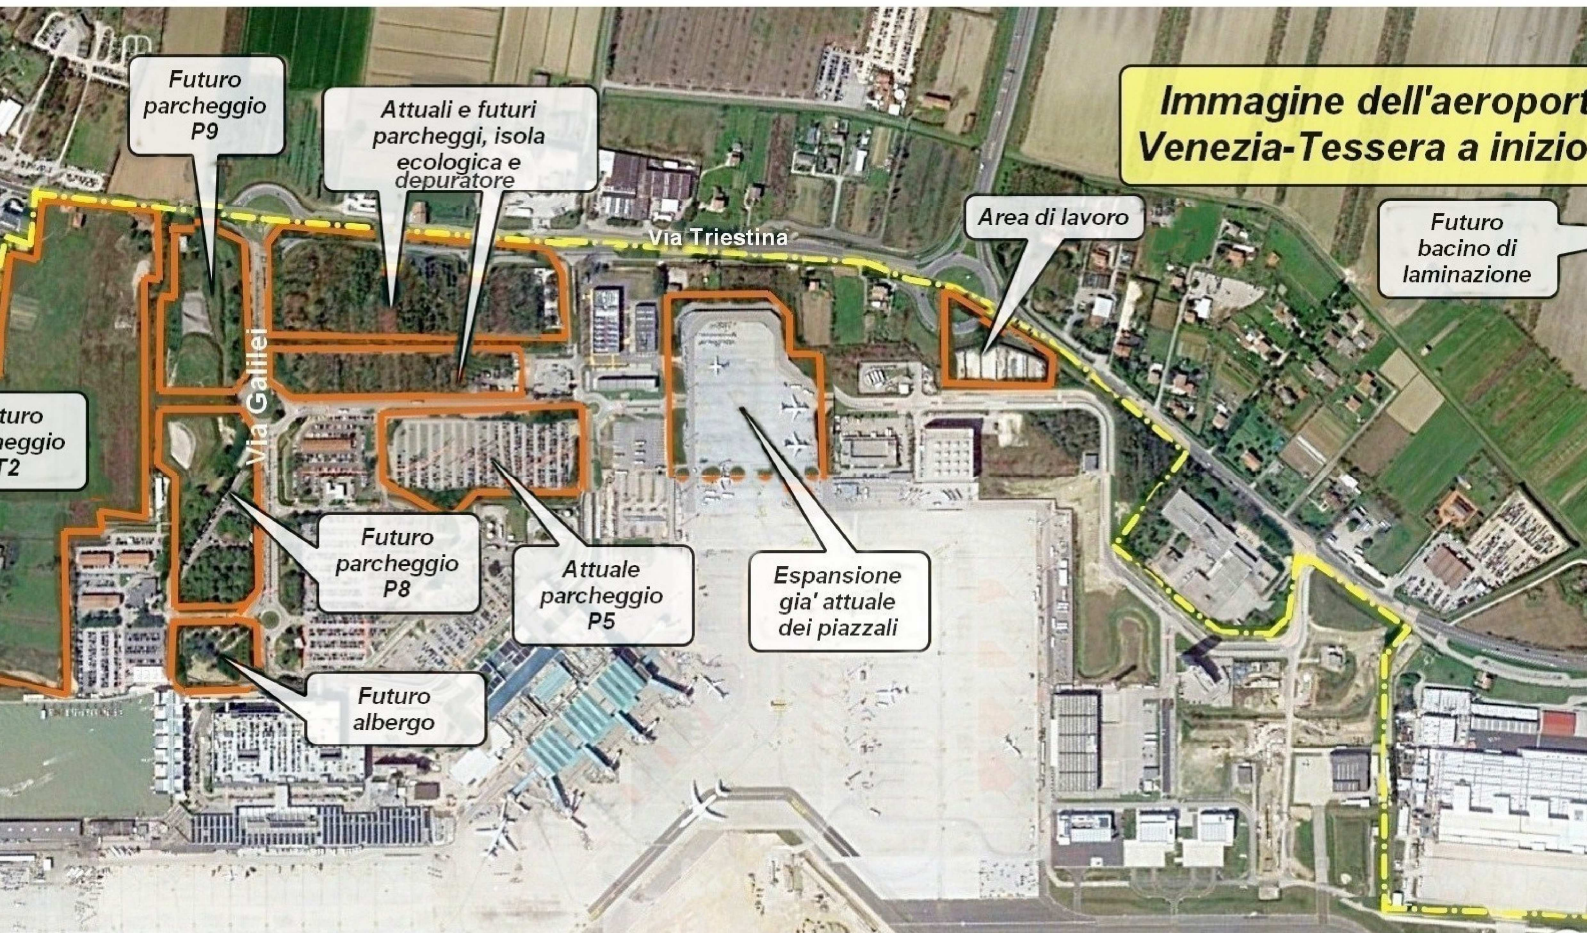 Immagine dell'aeroport
Venezia-Tessera a inizio
Futuro
parcheggio
P9
Attuali e futuri
parcheggi, isola
ecologica e
depuratore
Area di lavoro
Futuro
bacino di
laminazione
Via Triestina
Via Galilei
turo
heggio
T2
Futuro
parcheggio
P8
Attuale
parcheggio
P5
Espansione
gia' attuale
dei piazzali
Futuro
albergo